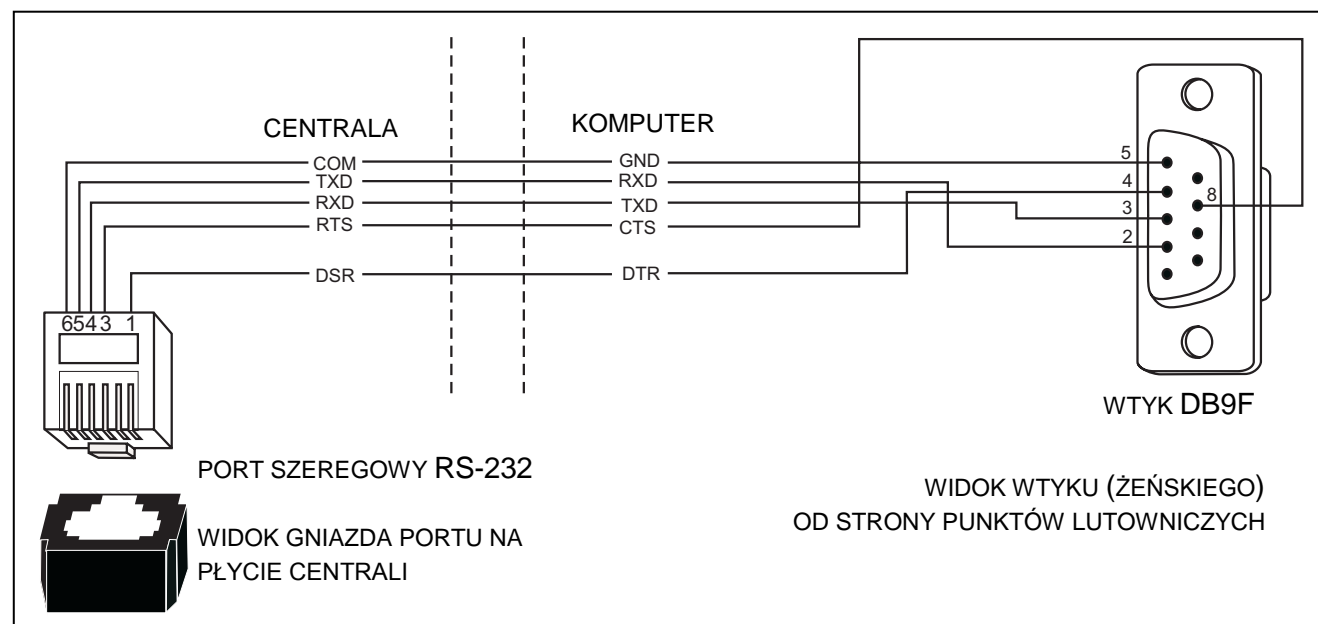 CENTRALA
KOMPUTER
COM GND 5
TXD RXD 4
RXD TXD 3
RTS CTS 2
DSR DTR
8
6543 1
WTYK DB9F
PORT SZEREGOWY RS-232
WIDOK WTYKU (ŻEŃSKIEGO)
OD STRONY PUNKTÓW LUTOWNICZYCH
WIDOK GNIAZDA PORTU NA
PŁYCIE CENTRALI